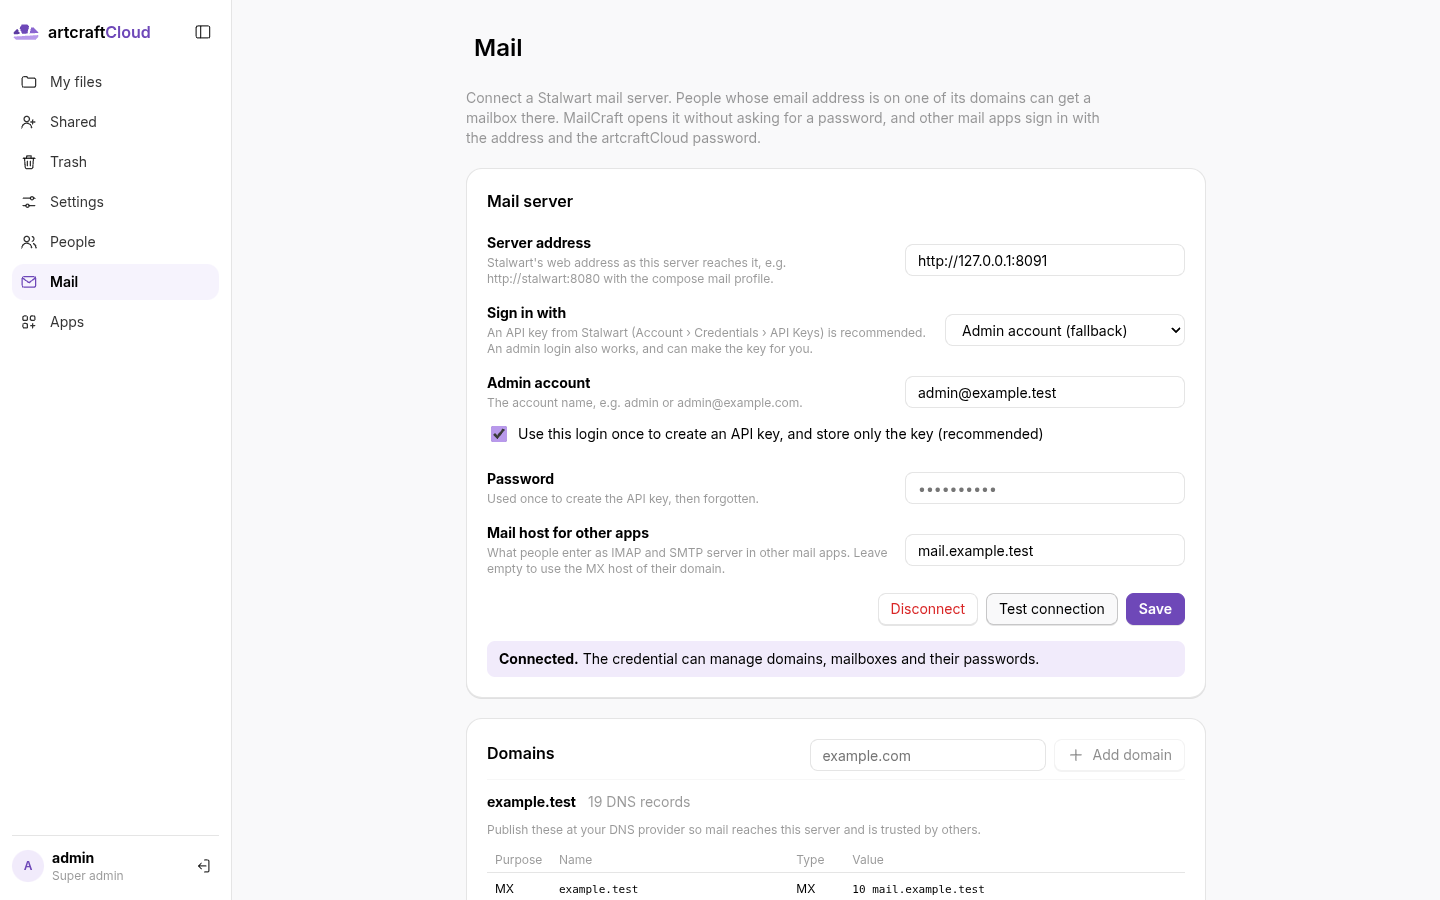 artcraftCloud
My files
Shared
Trash
Settings
People
Mail
Apps
A
admin
Super admin
Mail
Connect a Stalwart mail server. People whose email address is on one of its domains can get a
mailbox there. MailCraft opens it without asking for a password, and other mail apps sign in with
the address and the artcraftCloud password.
Mail server
Server address
Stalwart's web address as this server reaches it, e.g.
http://stalwart:8080 with the compose mail profile.
http://127.0.0.1:8091
Sign in with
An API key from Stalwart (Account › Credentials › API Keys) is recommended.
An admin login also works, and can make the key for you.
Admin account (fallback)
Admin account
The account name, e.g. admin or admin@example.com.
admin@example.test
Use this login once to create an API key, and store only the key (recommended)
Password
Used once to create the API key, then forgotten.
••••••••••
Mail host for other apps
What people enter as IMAP and SMTP server in other mail apps. Leave
empty to use the MX host of their domain.
mail.example.test
Disconnect
Test connection
Save
Connected. The credential can manage domains, mailboxes and their passwords.
Domains
example.com
Add domain
example.test 19 DNS records
Publish these at your DNS provider so mail reaches this server and is trusted by others.
Purpose Name Type Value
MX example.test MX 10 mail.example.test